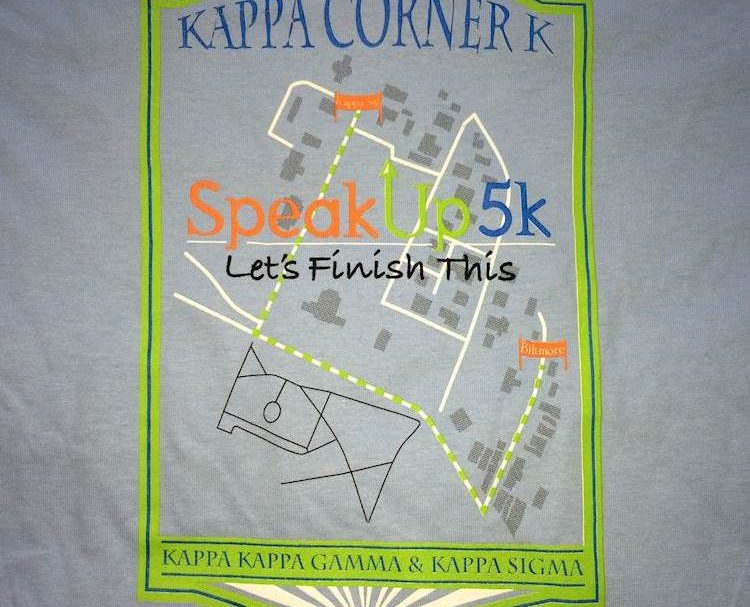 KAPPA CORNER K
Kappa Sig
SpeakUp5k
Let's Finish This
Biltmore
KAPPA KAPPA GAMMA & KAPPA SIGMA